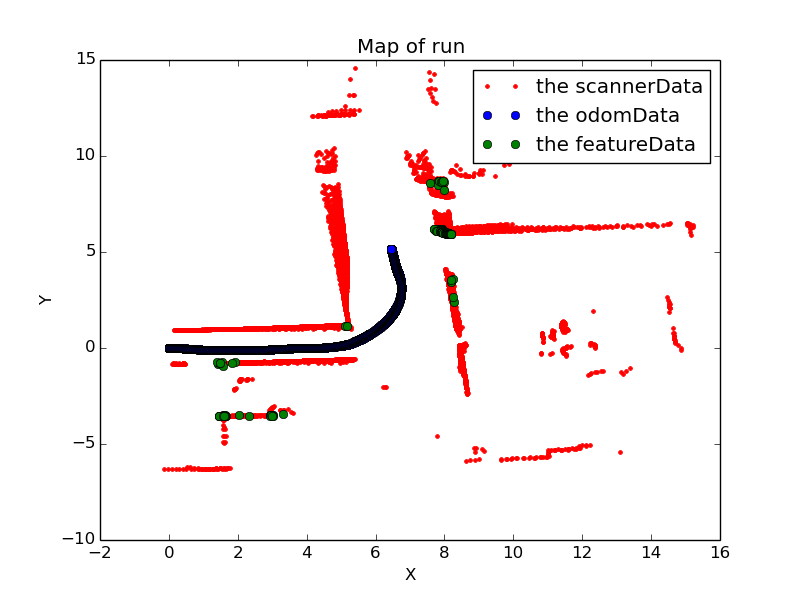 Map of run
the scannerData
the odomData
the featureData
15
10
5
0
−5
−10
Y
−2 0 2 4 6 8 10 12 14 16
X